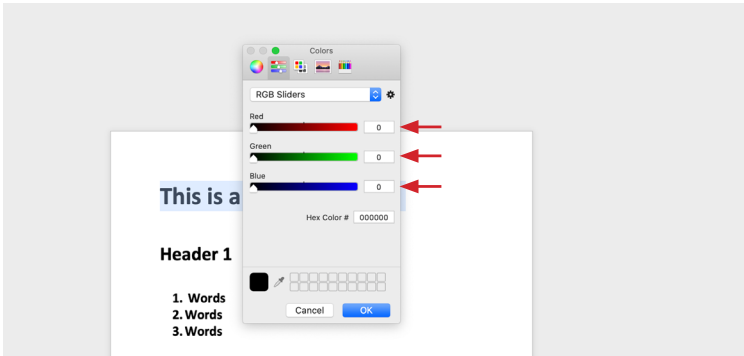 Colors
RGB Sliders
Red
0
Green
0
Blue
0
Hex Color # 000000
Cancel OK
This is a
Header 1
1. Words
2. Words
3. Words